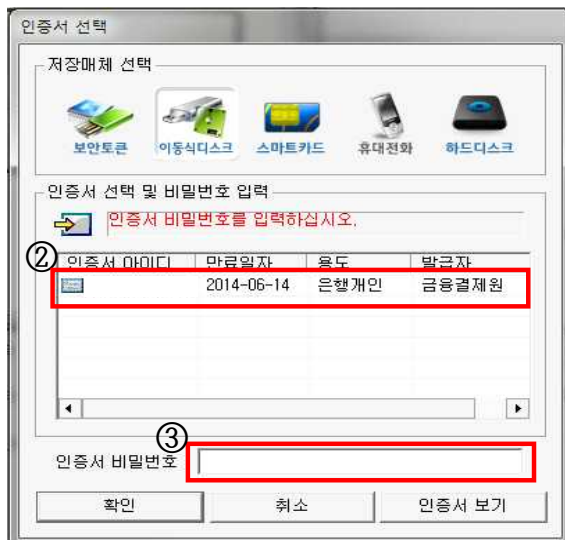 인증서 선택
저장매체 선택
보안토큰 이동식디스크 스마트카드 휴대전화 하드디스크
인증서 선택 및 비밀번호 입력
인증서 비밀번호를 입력하십시오.
②
인증서 아이디 만료일자 용도 발급자
2014-06-14 은행개인 금융결제원
③
인증서 비밀번호
확인 취소 인증서 보기